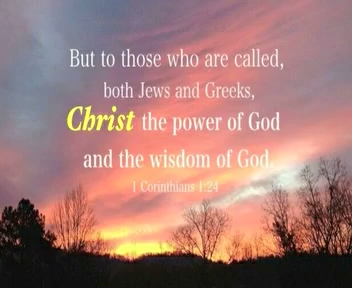 But to those who are called,
both Jews and Greeks,
Christ the power of God
and the wisdom of God.
1 Corinthians 1:24